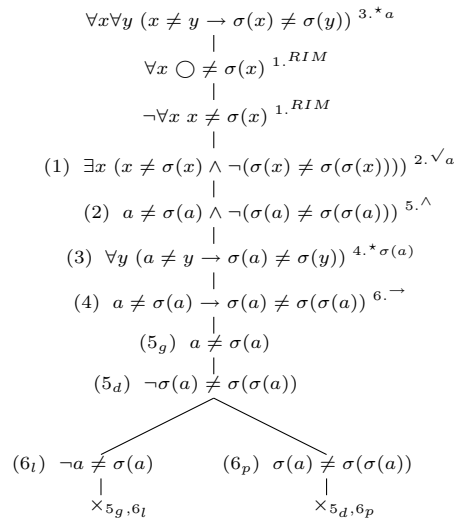 ∀x∀y (x ≠ y → σ(x) ≠ σ(y)) 3.⋆a
∀x ◯ ≠ σ(x) 1.RIM
¬∀x x ≠ σ(x) 1.RIM
(1) ∃x (x ≠ σ(x) ∧ ¬(σ(x) ≠ σ(σ(x)))) 2.√a
(2) a ≠ σ(a) ∧ ¬(σ(a) ≠ σ(σ(a))) 5.∧
(3) ∀y (a ≠ y → σ(a) ≠ σ(y)) 4.⋆σ(a)
(4) a ≠ σ(a) → σ(a) ≠ σ(σ(a)) 6.→
(5g) a ≠ σ(a)
(5d) ¬σ(a) ≠ σ(σ(a))
(6l) ¬a ≠ σ(a) (6p) σ(a) ≠ σ(σ(a))
×5g,6l ×5d,6p